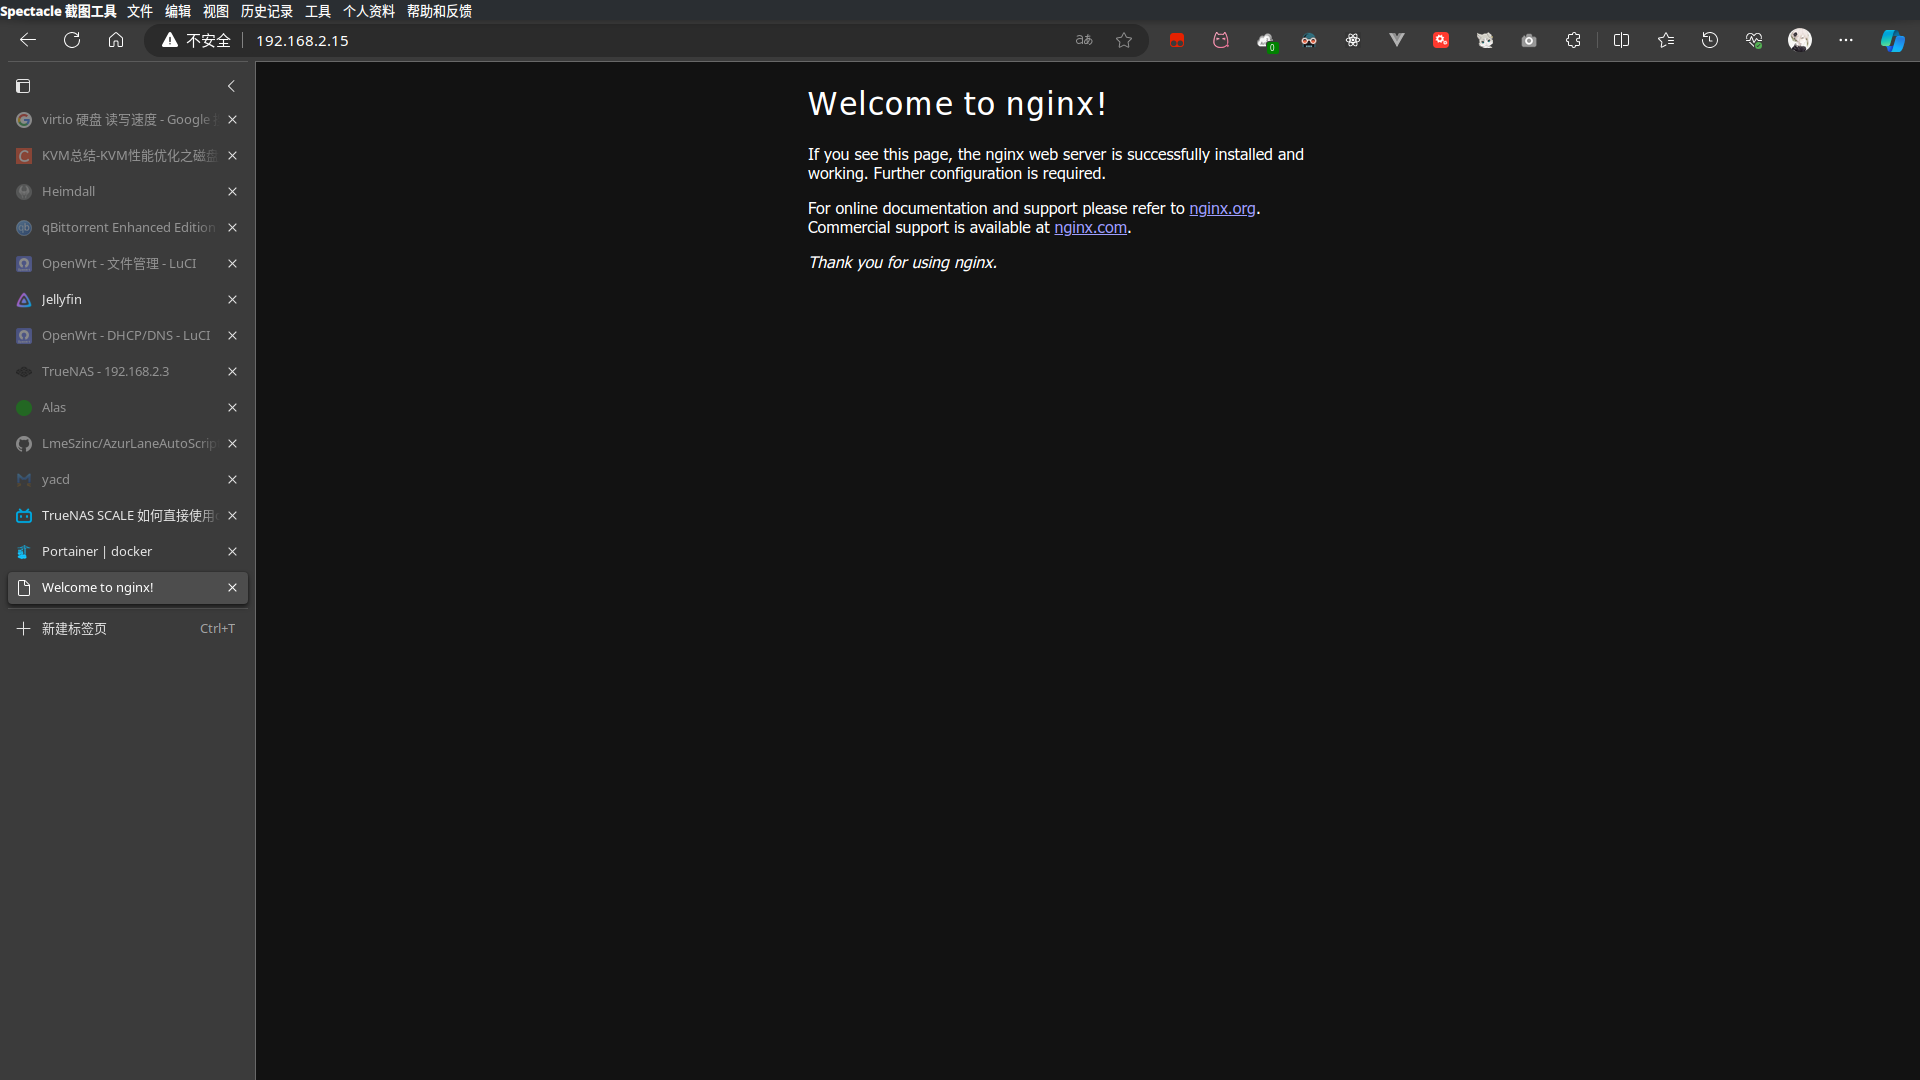 Spectacle 截图工具 文件 编辑 视图 历史记录 工具 个人资料 帮助和反馈
不安全 192.168.2.15 aあ
0
virtio 硬盘 读写速度 - Google
KVM总结-KVM性能优化之磁盘
Heimdall
qBittorrent Enhanced Edition
OpenWrt - 文件管理 - LuCI
Jellyfin
OpenWrt - DHCP/DNS - LuCI
TrueNAS - 192.168.2.3
Alas
LmeSzinc/AzurLaneAutoScrip
yacd
TrueNAS SCALE 如何直接使用
Portainer | docker
Welcome to nginx!
新建标签页 Ctrl+T
Welcome to nginx!
If you see this page, the nginx web server is successfully installed and
working. Further configuration is required.
For online documentation and support please refer to nginx.org.
Commercial support is available at nginx.com.
Thank you for using nginx.